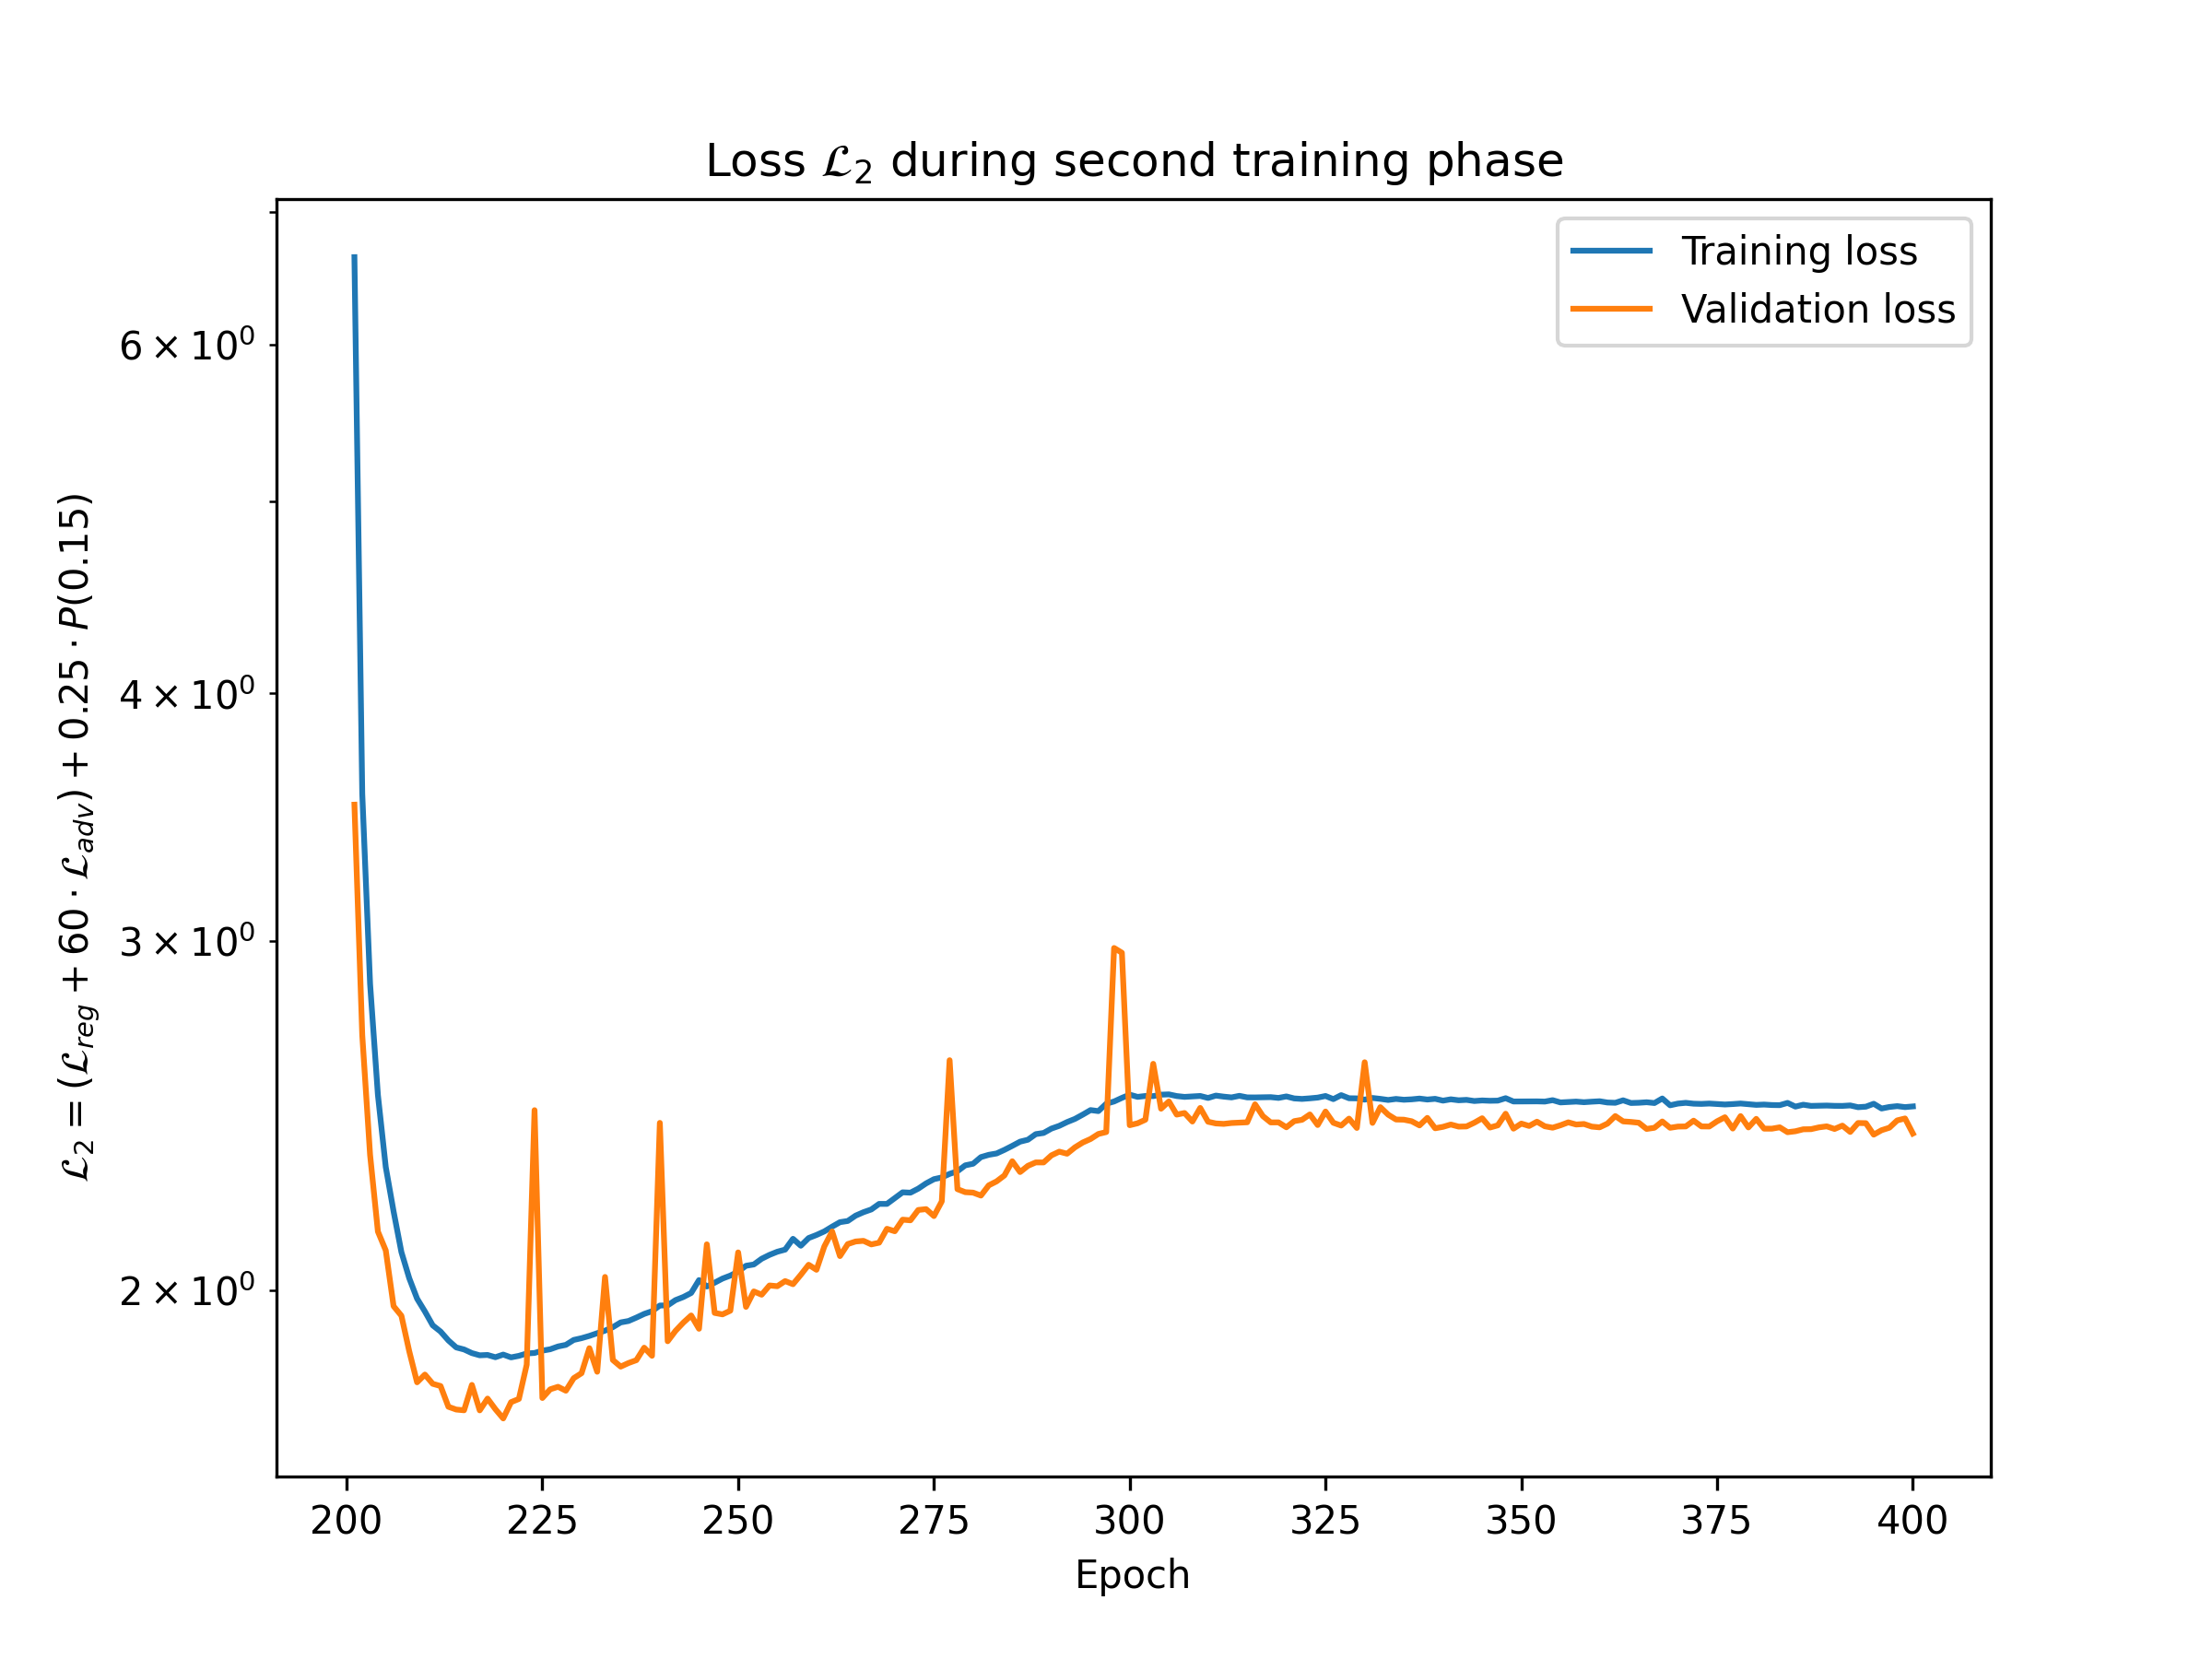 Loss ℒ₂ during second training phase
Training loss
Validation loss
ℒ₂ = (ℒ_reg + 60 · ℒ_adv) + 0.25 · P(0.15)
6 × 10⁰
4 × 10⁰
3 × 10⁰
2 × 10⁰
200 225 250 275 300 325 350 375 400
Epoch